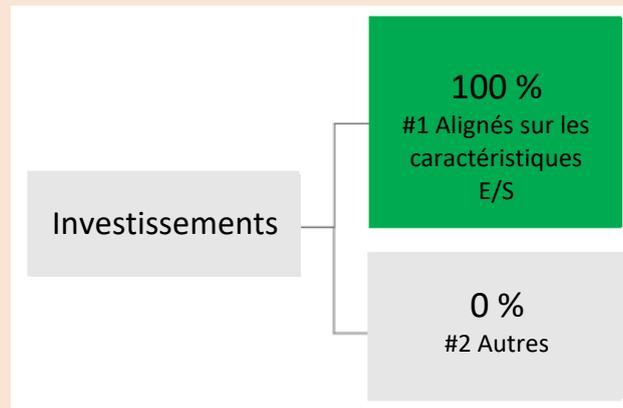 Investissements
100 %
#1 Alignés sur les
caractéristiques
E/S
0 %
#2 Autres